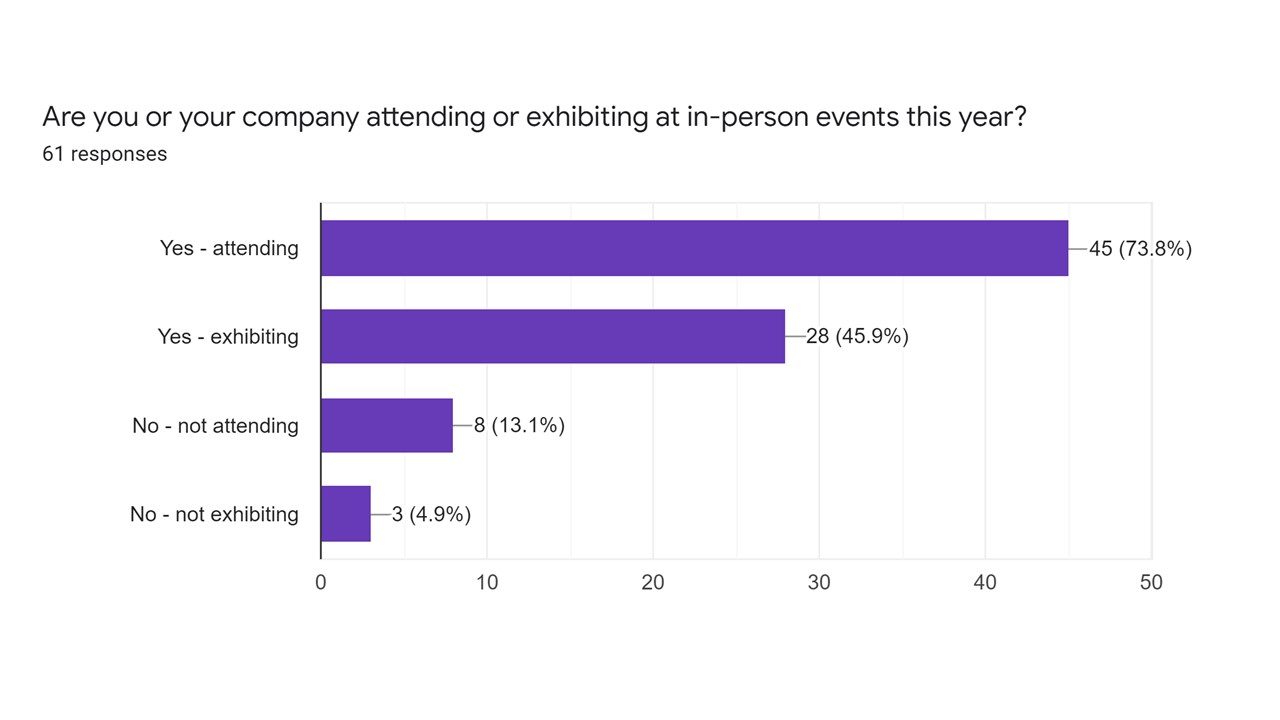 Are you or your company attending or exhibiting at in-person events this year?
61 responses
Yes - attending
45 (73.8%)
Yes - exhibiting
28 (45.9%)
No - not attending
8 (13.1%)
No - not exhibiting
3 (4.9%)
0 10 20 30 40 50